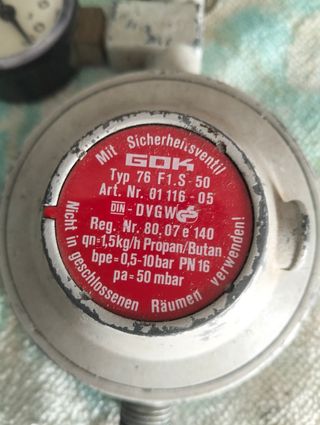 Mit Sicherheitsventil
GOK
Typ 76 F1.S-50
Art. Nr. 01 116 - 05
DIN - DVGW
Reg. Nr. 80.07 e 140
qn=1,5kg/h Propan/Butan
bpe=0,5-10bar PN 16
pa=50 mbar
Nicht in geschlossenen Räumen verwenden!